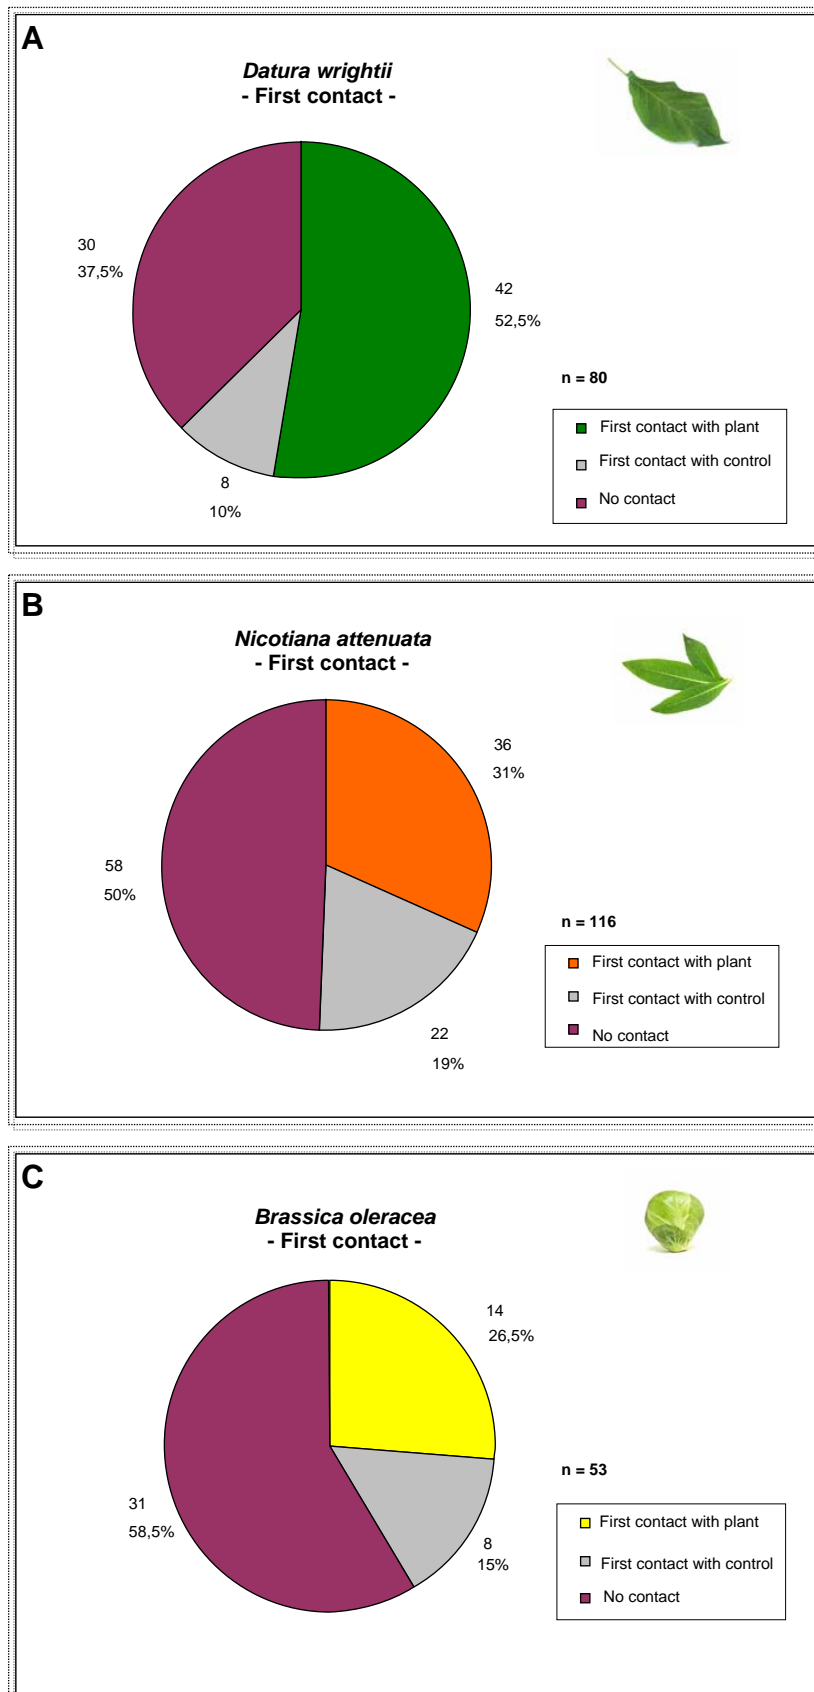 A
Datura wrightii
- First contact -
30
37,5%
42
52,5%
8
10%
n = 80
First contact with plant
First contact with control
No contact
B
Nicotiana attenuata
- First contact -
36
31%
58
50%
22
19%
n = 116
First contact with plant
First contact with control
No contact
C
Brassica oleracea
- First contact -
14
26,5%
31
58,5%
8
15%
n = 53
First contact with plant
First contact with control
No contact